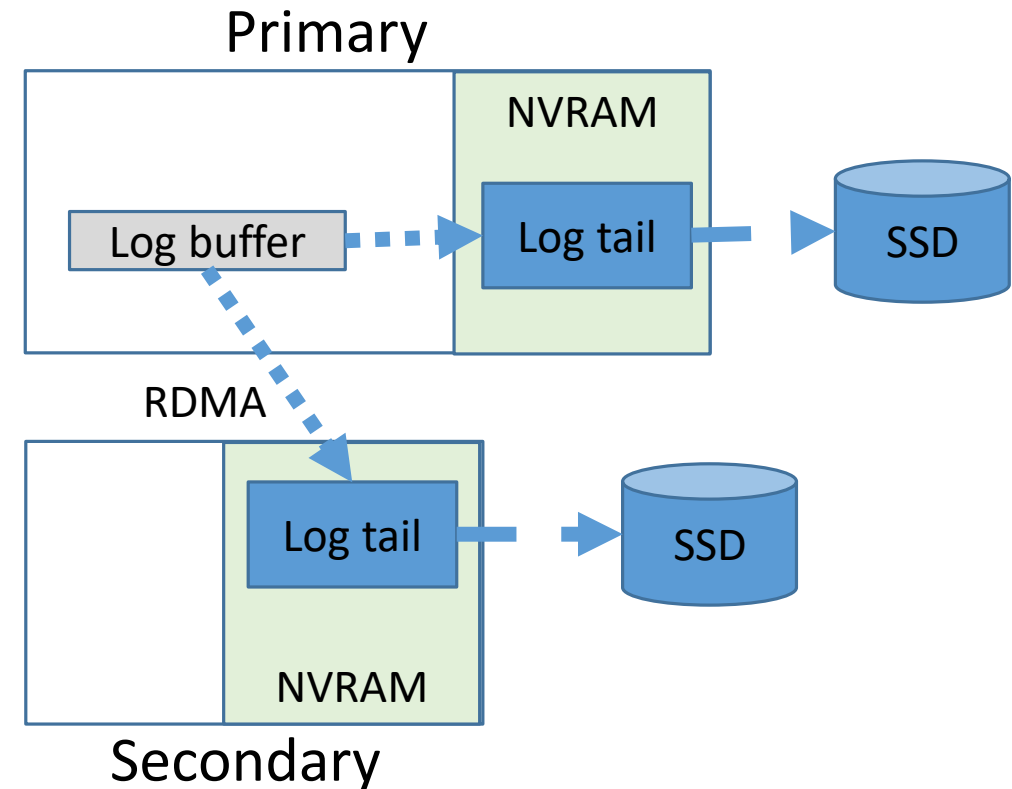 Primary
NVRAM
Log buffer
Log tail
SSD
RDMA
Log tail
SSD
NVRAM
Secondary